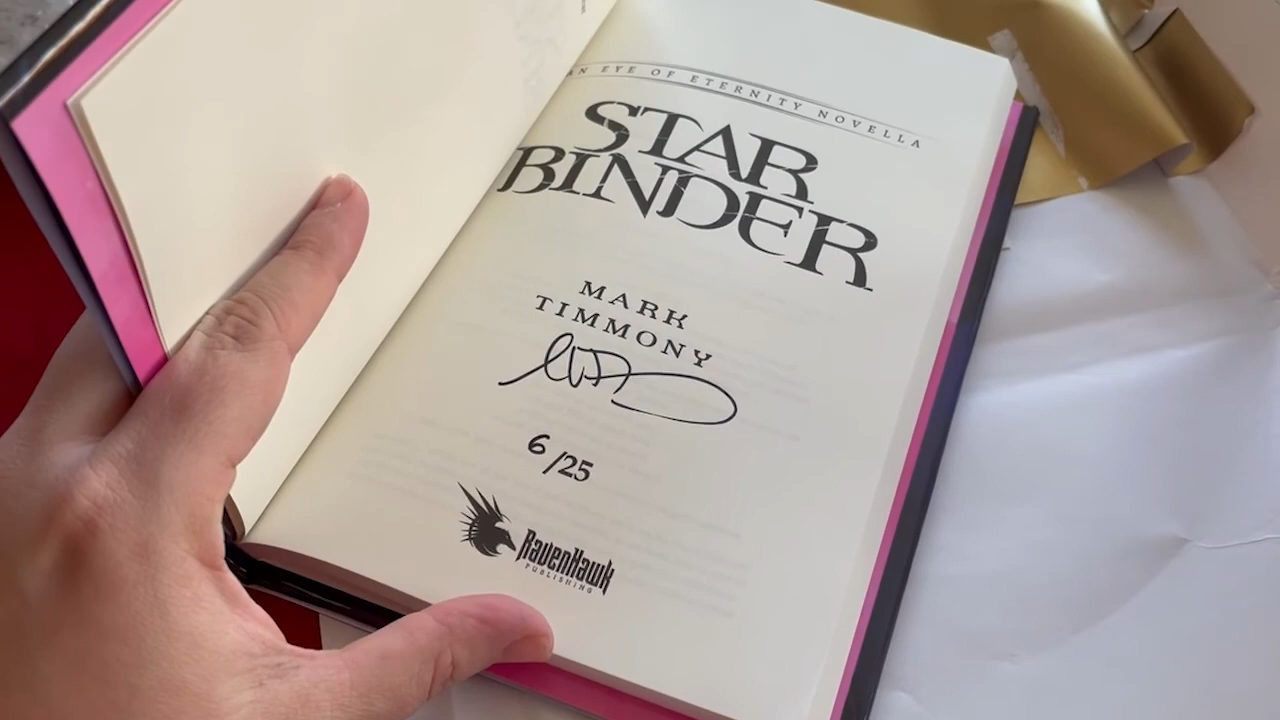 AN EYE OF ETERNITY NOVELLA
STAR
BINDER
MARK
TIMMONY
6/25
RAVENHAWK
PUBLISHING